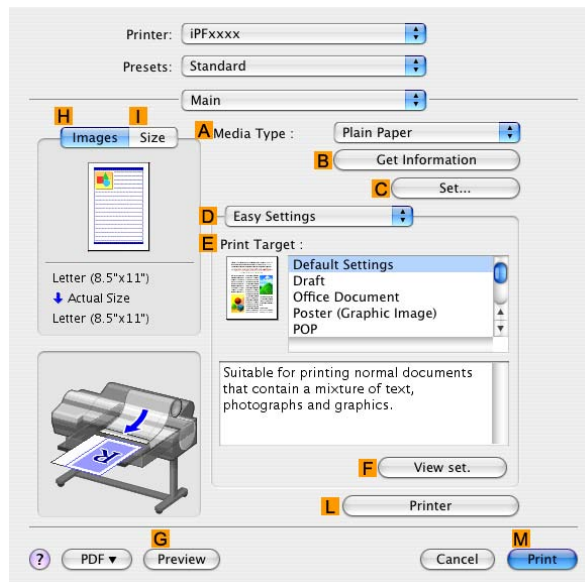 Printer: iPFxxxx
Presets: Standard
Main
H I
Images Size
A Media Type : Plain Paper
B Get Information
C Set...
D Easy Settings
E Print Target :
Default Settings
Draft
Office Document
Poster (Graphic Image)
POP
Letter (8.5"x11")
Actual Size
Letter (8.5"x11")
Suitable for printing normal documents
that contain a mixture of text,
photographs and graphics.
R
F View set.
L Printer
G M
? PDF▼ Preview Cancel Print